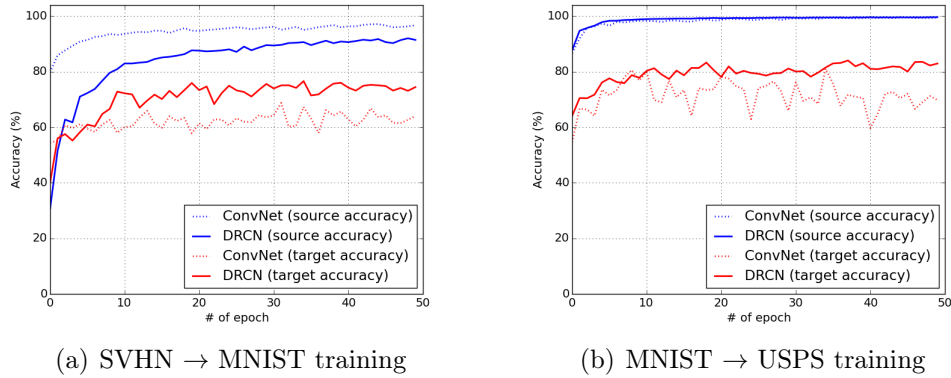 100
80
60
40
20
0
Accuracy (%)
ConvNet (source accuracy)
DRCN (source accuracy)
ConvNet (target accuracy)
DRCN (target accuracy)
0 10 20 30 40 50
# of epoch
(a) SVHN → MNIST training
100
80
60
40
20
0
Accuracy (%)
ConvNet (source accuracy)
DRCN (source accuracy)
ConvNet (target accuracy)
DRCN (target accuracy)
0 10 20 30 40 50
# of epoch
(b) MNIST → USPS training